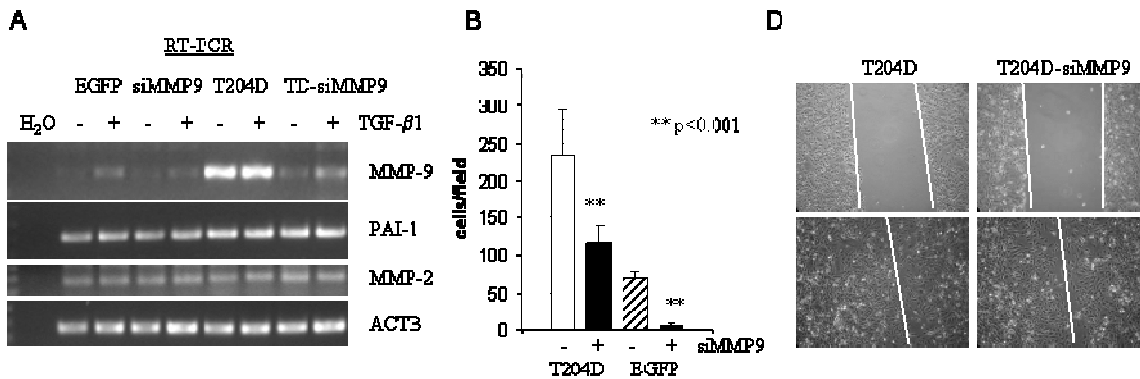 A
RT-PCR
EGFP siMMP9 T204D TD-siMMP9
H2O - + - + - + - + TGF-β1
MMP-9
PAI-1
MMP-2
ACTB
B
350
300
250
200
150
100
50
0
cells/field
** p<0.001
**
**
- + - + siMMP9
T204D EGFP
D
T204D T204D-siMMP9